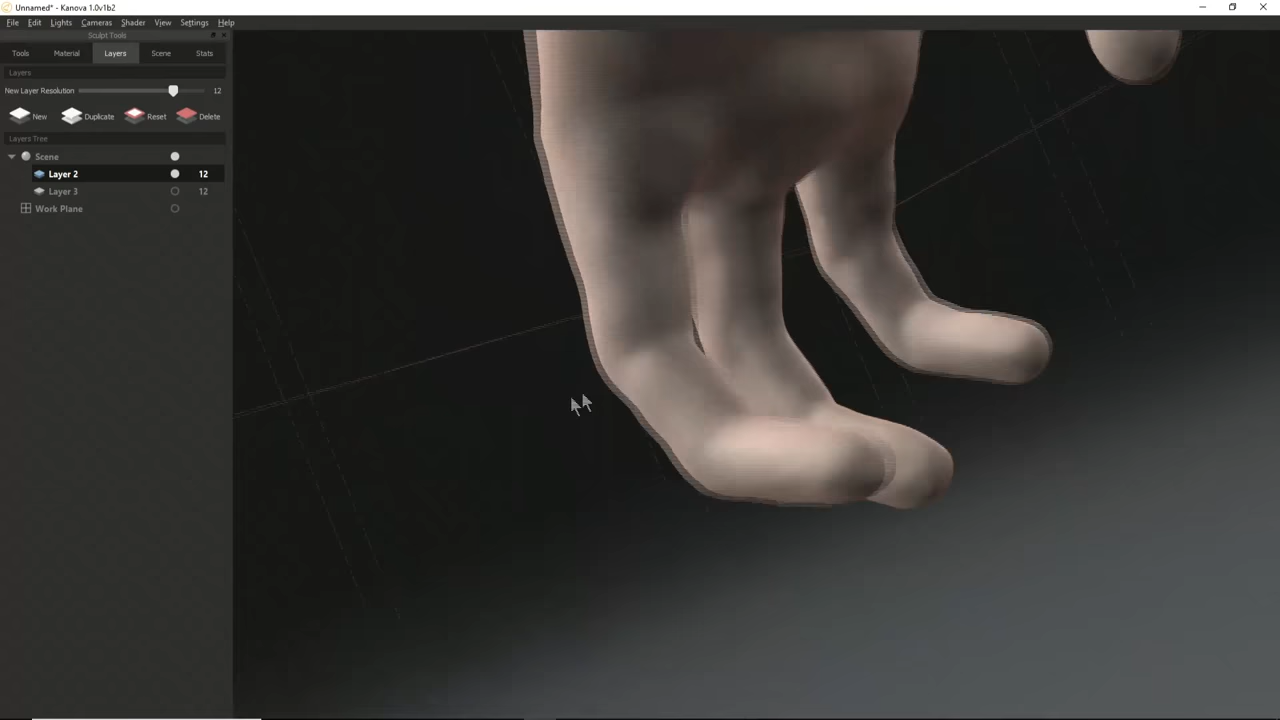 Unnamed* - Kanova 1.0v1b2
File Edit Lights Cameras Shader View Settings Help
Sculpt Tools
Tools Material Layers Scene Stats
Layers
New Layer Resolution 12
New Duplicate Reset Delete
Layers Tree
Scene
Layer 2 12
Layer 3 12
Work Plane